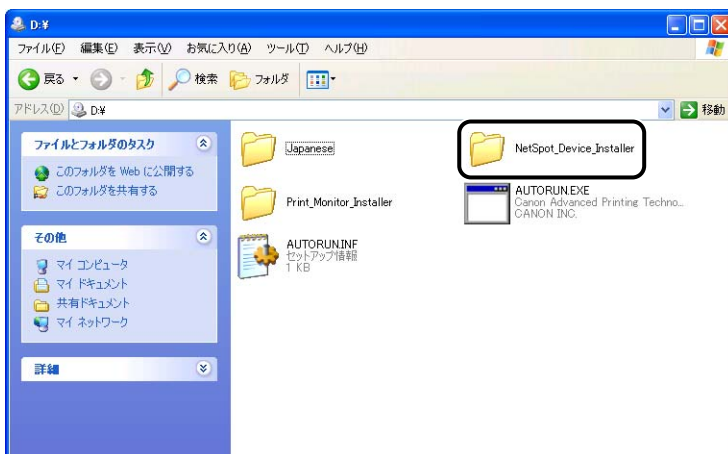 D:¥
ファイル(F) 編集(E) 表示(V) お気に入り(A) ツール(T) ヘルプ(H)
戻る 検索 フォルダ
アドレス(D) D:¥ 移動
ファイルとフォルダのタスク
このフォルダを Web に公開する
このフォルダを共有する
その他
マイ コンピュータ
マイ ドキュメント
共有ドキュメント
マイ ネットワーク
詳細
Japanese
NetSpot_Device_Installer
Print_Monitor_Installer
AUTORUN.EXE
Canon Advanced Printing Techno...
CANON INC.
AUTORUN.INF
セットアップ情報
1 KB